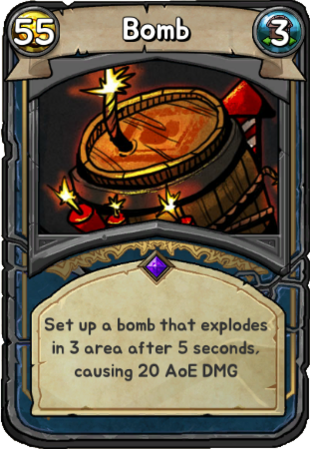 55 Bomb 3
Set up a bomb that explodes
in 3 area after 5 seconds,
causing 20 AoE DMG